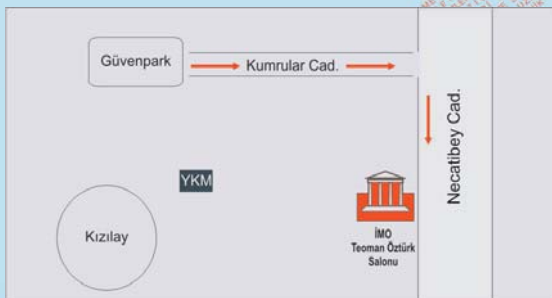 Güvenpark
Kumrular Cad.
Necatibey Cad.
YKM
Kızılay
İMO
Teoman Öztürk
Salonu